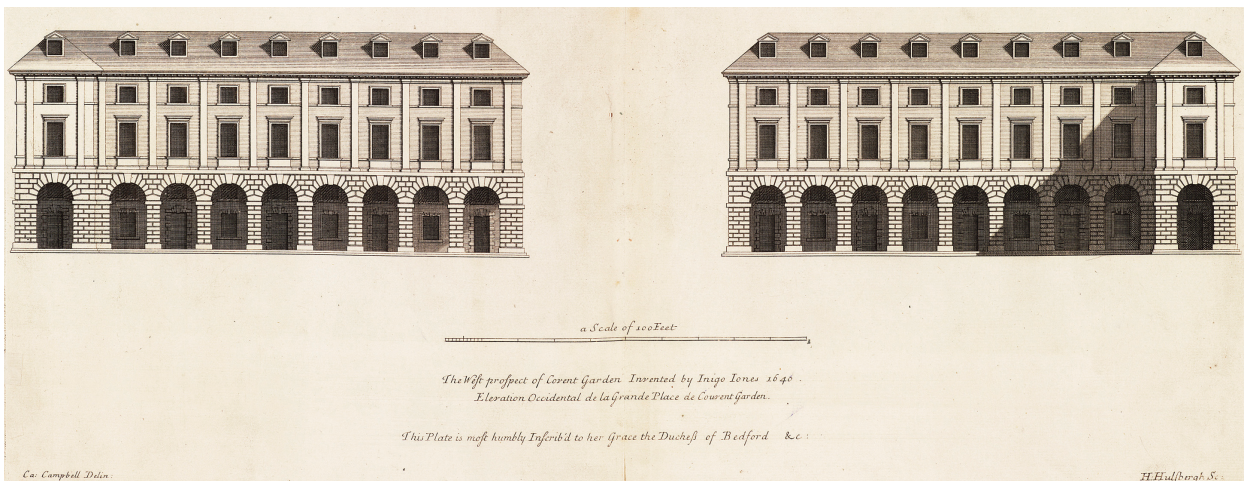 a Scale of 100 Feet
The West prospect of Covent Garden Invented by Inigo Iones 1640.
Elevation Occidental de la Grande Place de Couvent Garden.
This Plate is most humbly Inscrib'd to her Grace the Dutchess of Bedford &c:
Ca: Campbell Delin:
H. Hulsbergh Sc: